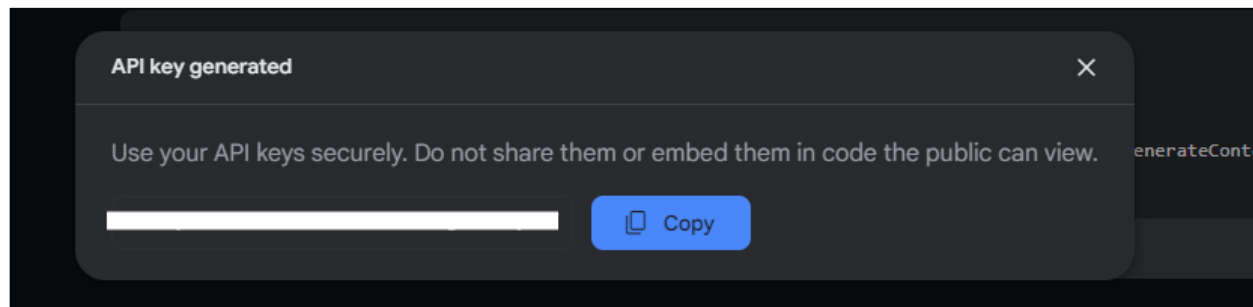 API key generated
Use your API keys securely. Do not share them or embed them in code the public can view.
enerateCont
Copy